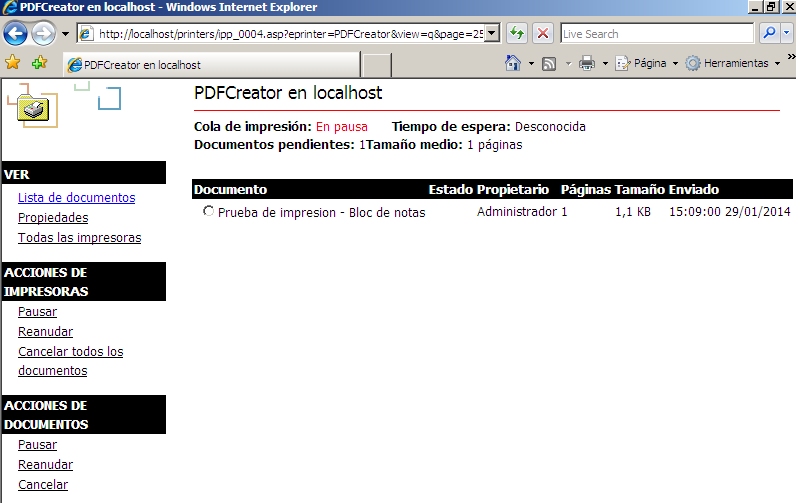 PDFCreator en localhost - Windows Internet Explorer
http://localhost/printers/ipp_0004.asp?eprinter=PDFCreator&view=q&page=25
Live Search
PDFCreator en localhost
Página
Herramientas
PDFCreator en localhost
Cola de impresión: En pausa Tiempo de espera: Desconocida
Documentos pendientes: 1Tamaño medio: 1 páginas
VER
Lista de documentos
Propiedades
Todas las impresoras
ACCIONES DE
IMPRESORAS
Pausar
Reanudar
Cancelar todos los
documentos
ACCIONES DE
DOCUMENTOS
Pausar
Reanudar
Cancelar
Documento Estado Propietario Páginas Tamaño Enviado
Prueba de impresion - Bloc de notas Administrador 1 1,1 KB 15:09:00 29/01/2014